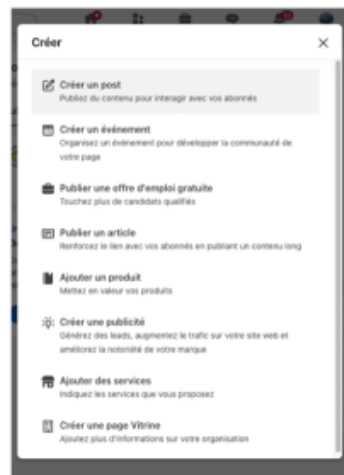 Créer
Créer un post
Publiez du contenu pour interagir avec vos abonnés
Créer un événement
Organisez un événement pour développer la communauté de
votre page
Publier une offre d'emploi gratuite
Touchez plus de candidats qualifiés
Publier un article
Renforcez le lien avec vos abonnés en publiant un contenu long
Ajouter un produit
Mettez en valeur vos produits
Créer une publicité
Générez des leads, augmentez le trafic sur votre site web et
améliorez la notoriété de votre marque
Ajouter des services
Indiquez les services que vous proposez
Créer une page Vitrine
Ajoutez plus d'informations sur votre organisation